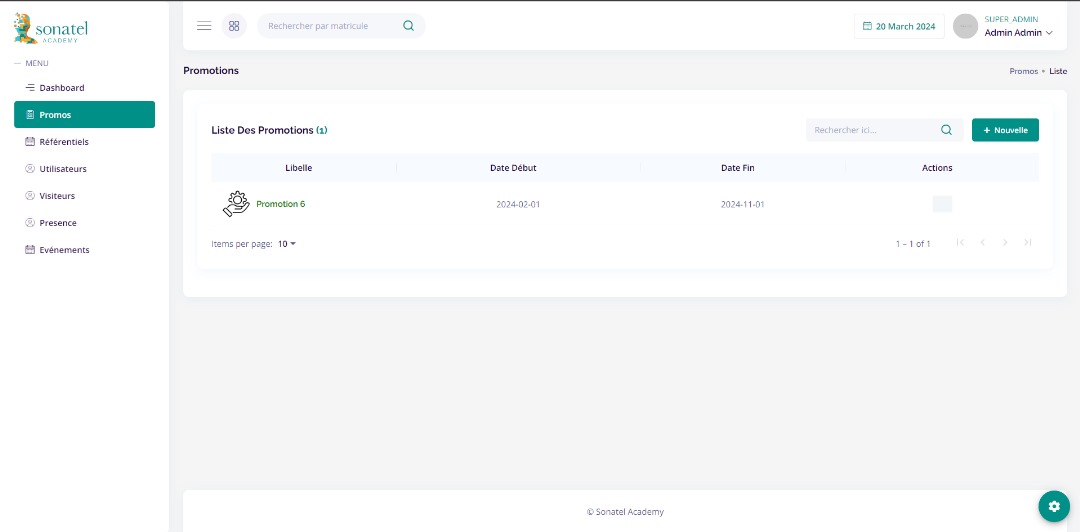 sonatel
ACADEMY
MENU
Dashboard
Promos
Référentiels
Utilisateurs
Visiteurs
Presence
Evénements
Rechercher par matricule
20 March 2024
SUPER_ADMIN
Admin Admin
Promotions
Promos • Liste
Liste Des Promotions (1)
Rechercher ici...
+ Nouvelle
Libelle Date Début Date Fin Actions
Promotion 6 2024-02-01 2024-11-01
Items per page: 10
1 – 1 of 1
© Sonatel Academy